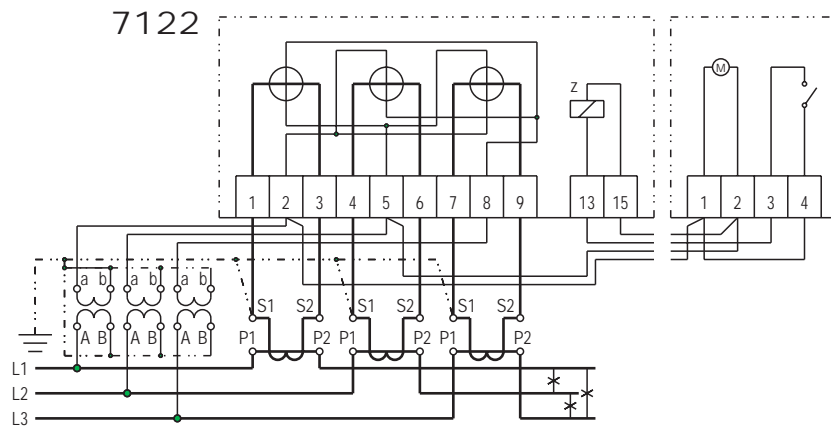 7122
M
Z
1 2 3 4 5 6 7 8 9 13 15 1 2 3 4
a b a b a b
S1 S2 S1 S2 S1 S2
A B A B A B P1 P2 P1 P2 P1 P2
L1
L2
L3